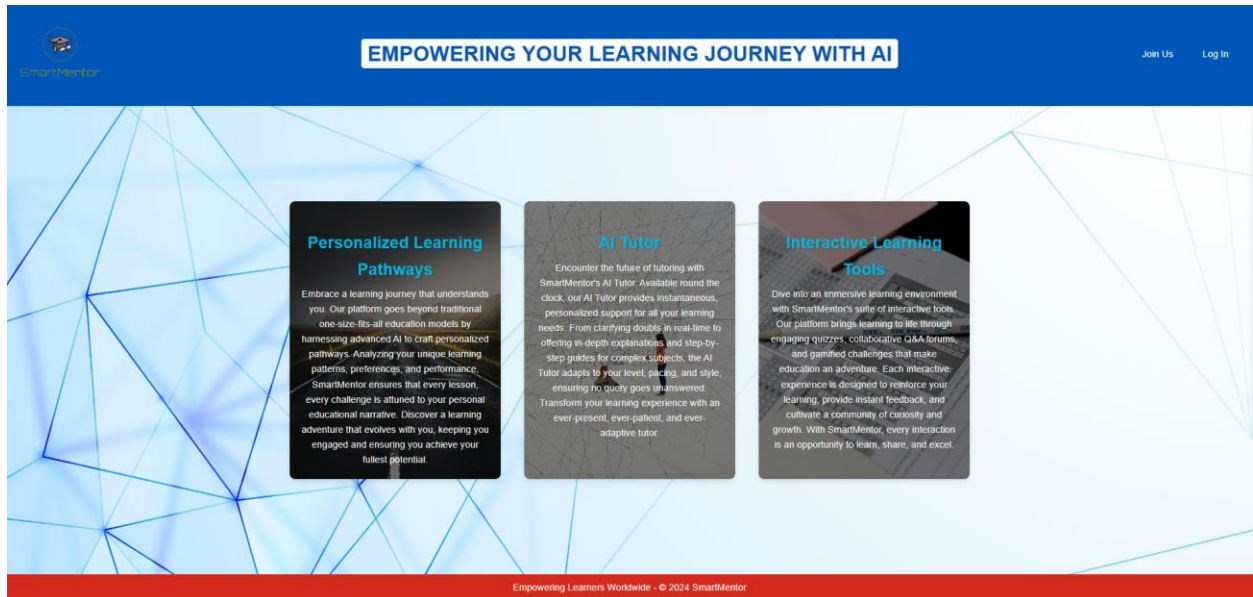 SmartMentor
EMPOWERING YOUR LEARNING JOURNEY WITH AI
Join Us
Log In
Personalized Learning
Pathways
Embrace a learning journey that understands
you. Our platform goes beyond traditional
one-size-fits-all education models by
harnessing advanced AI to craft personalized
pathways. Analyzing your unique learning
patterns, preferences, and performance,
SmartMentor ensures that every lesson,
every challenge is attuned to your personal
educational narrative. Discover a learning
adventure that evolves with you, keeping you
engaged and ensuring you achieve your
fullest potential.
AI Tutor
Encounter the future of tutoring with
SmartMentor's AI Tutor. Available round the
clock, our AI Tutor provides instantaneous,
personalized support for all your learning
needs. From clarifying doubts in real-time to
offering in-depth explanations and step-by-
step guides for complex subjects, the AI
Tutor adapts to your level, pacing, and style,
ensuring no query goes unanswered.
Transform your learning experience with an
ever-present, ever-patient, and ever-
adaptive tutor.
Interactive Learning
Tools
Dive into an immersive learning environment
with SmartMentor's suite of interactive tools.
Our platform brings learning to life through
engaging quizzes, collaborative Q&A forums,
and gamified challenges that make
education an adventure. Each interactive
experience is designed to reinforce your
learning, provide instant feedback, and
cultivate a community of curiosity and
growth. With SmartMentor, every interaction
is an opportunity to learn, share, and excel.
Empowering Learners Worldwide - © 2024 SmartMentor